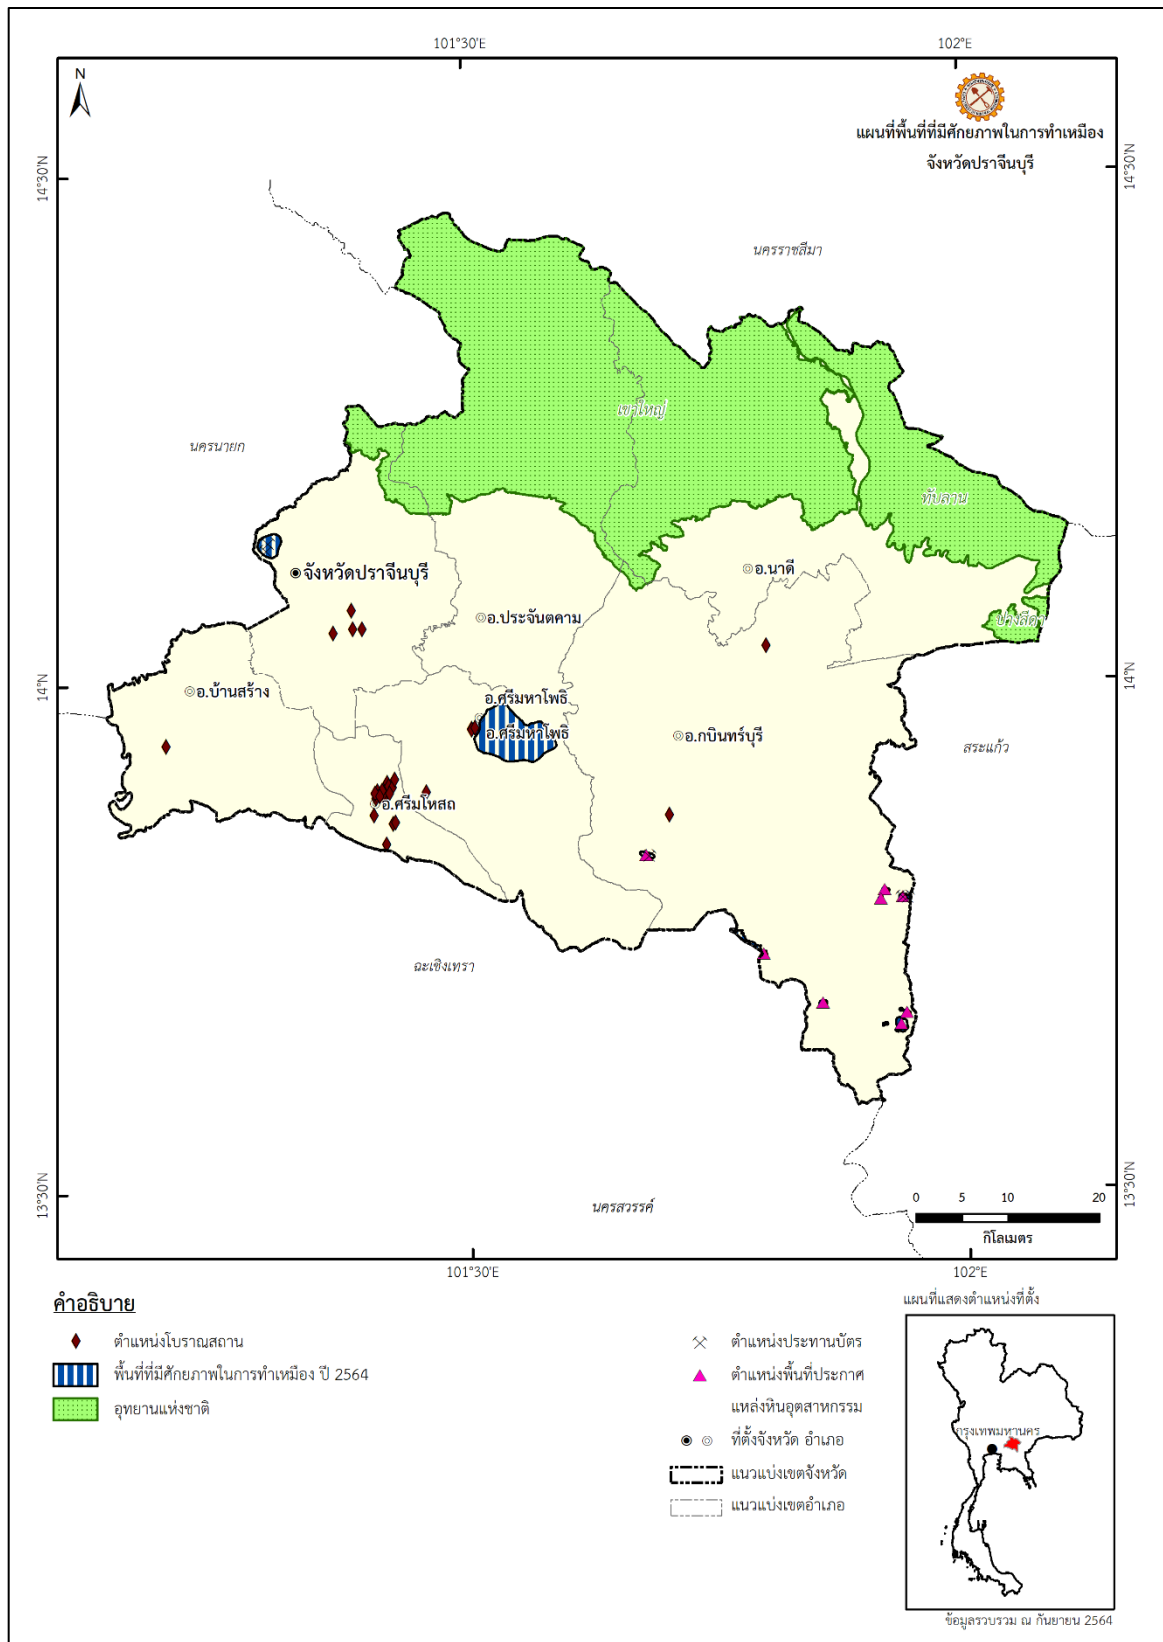 101°30'E
102°E
N
แผนที่พื้นที่ที่มีศักยภาพในการทำเหมือง
จังหวัดปราจีนบุรี
14°30'N
14°30'N
นครราชสีมา
เขาใหญ่
นครนายก
ทับลาน
จังหวัดปราจีนบุรี
อ.นาดี
อ.ประจันตคาม
ปางสีดา
14°N
14°N
อ.บ้านสร้าง
อ.ศรีมหาโพธิ
อ.ศรีมหาโพธิ
อ.กบินทร์บุรี
สระแก้ว
อ.ศรีมโหสถ
ฉะเชิงเทรา
13°30'N
13°30'N
นครสวรรค์
0 5 10 20
กิโลเมตร
101°30'E
102°E
คำอธิบาย
ตำแหน่งโบราณสถาน
พื้นที่ที่มีศักยภาพในการทำเหมือง ปี 2564
อุทยานแห่งชาติ
ตำแหน่งประทานบัตร
ตำแหน่งพื้นที่ประกาศ
แหล่งหินอุตสาหกรรม
ที่ตั้งจังหวัด อำเภอ
แนวแบ่งเขตจังหวัด
แนวแบ่งเขตอำเภอ
แผนที่แสดงตำแหน่งที่ตั้ง
กรุงเทพมหานคร
ข้อมูลรวบรวม ณ กันยายน 2564